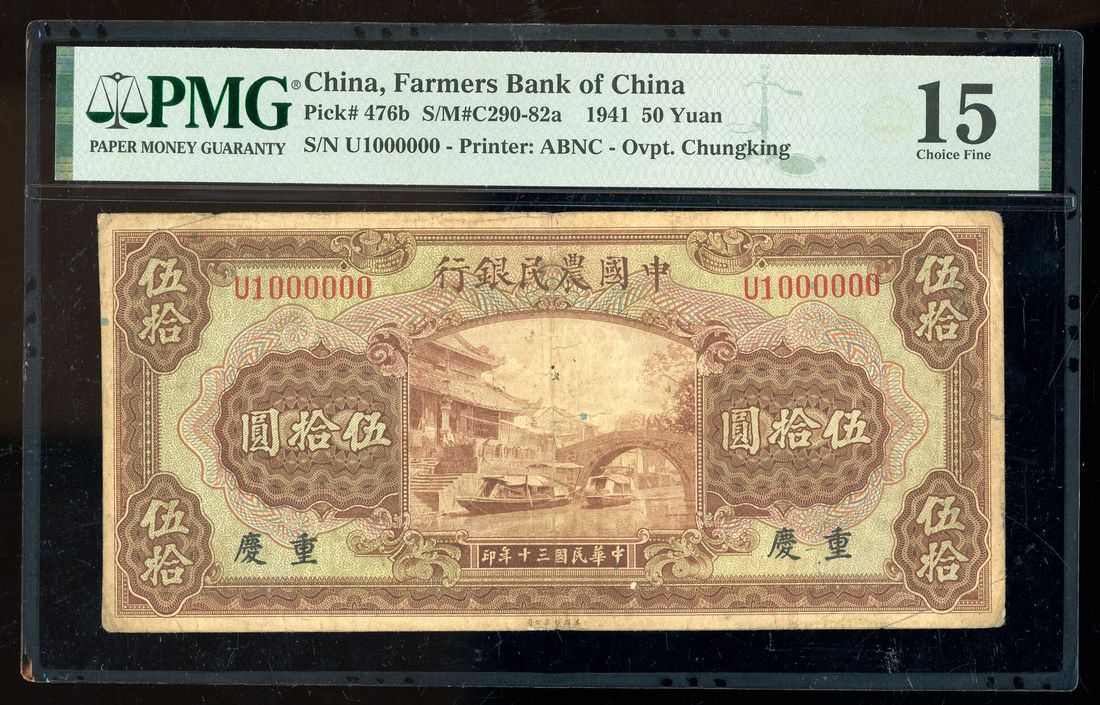 PMG®
PAPER MONEY GUARANTY
China, Farmers Bank of China
Pick# 476b S/M#C290-82a 1941 50 Yuan
S/N U1000000 - Printer: ABNC - Ovpt. Chungking
15
Choice Fine
行銀民農國中
伍拾
U1000000
U1000000
伍拾
圓拾伍
圓拾伍
慶重
慶重
伍拾
印年十三國民華中
伍拾